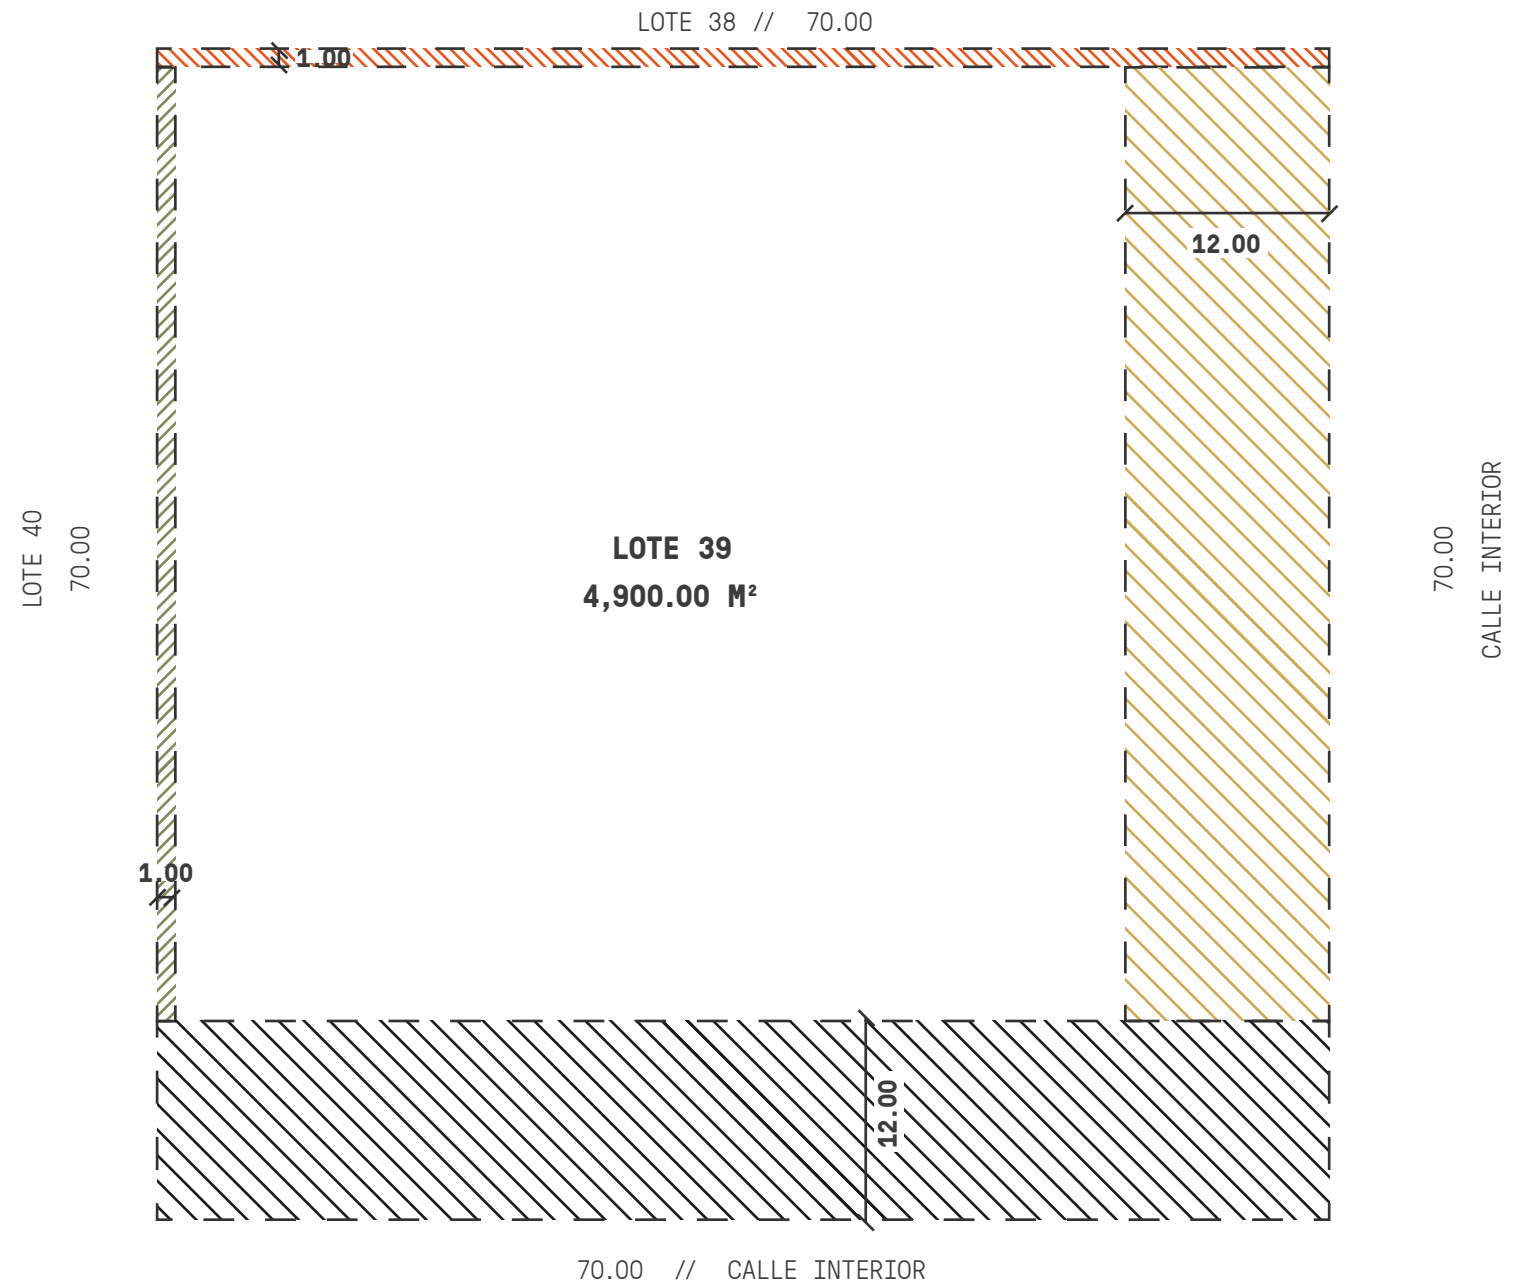 LOTE 38 // 70.00
1.00
12.00
LOTE 40
70.00
LOTE 39
4,900.00 M²
70.00
CALLE INTERIOR
1.00
12.00
70.00 // CALLE INTERIOR